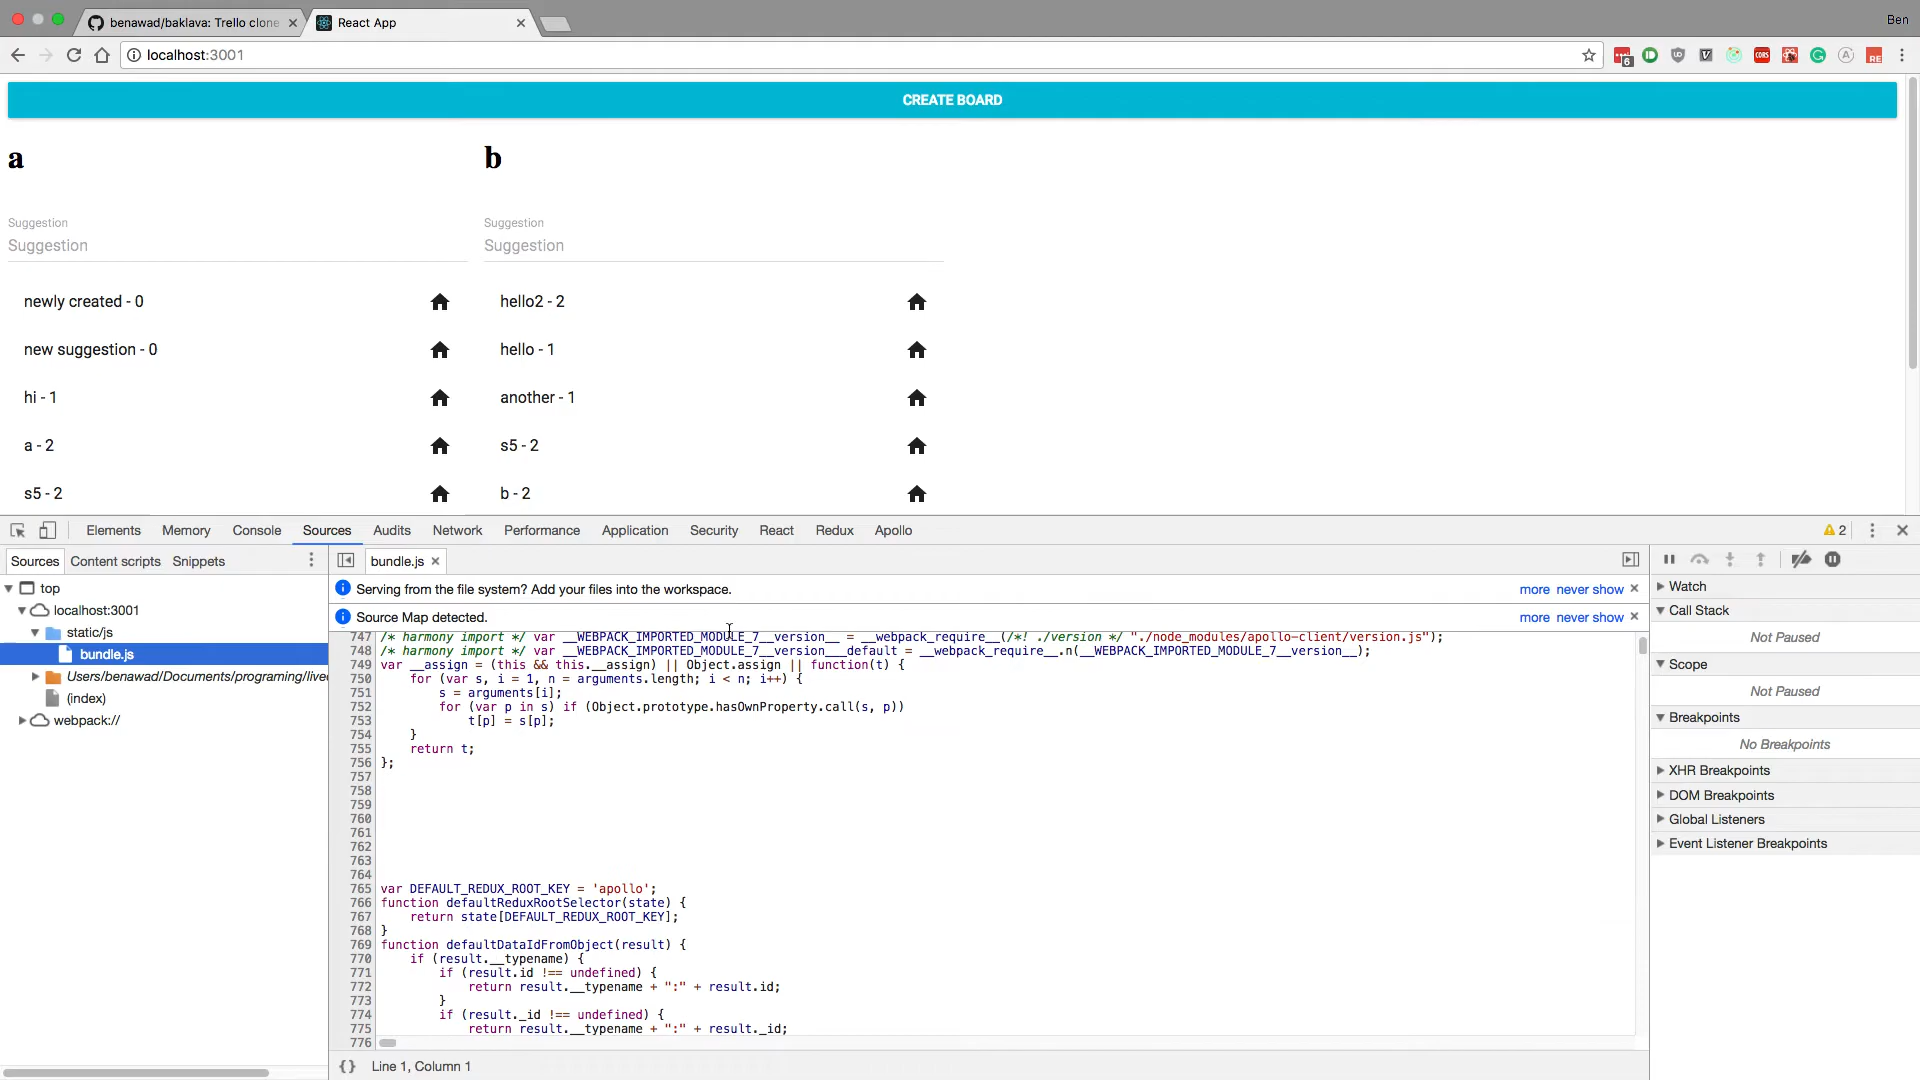 benawad/baklava: Trello clone
React App
Ben
localhost:3001
6
CORS
RE
CREATE BOARD
a
b
Suggestion
Suggestion
Suggestion
Suggestion
newly created - 0
hello2 - 2
new suggestion - 0
hello - 1
hi - 1
another - 1
a - 2
s5 - 2
s5 - 2
b - 2
Elements Memory Console Sources Audits Network Performance Application Security React Redux Apollo
2
Sources Content scripts Snippets
bundle.js
top
localhost:3001
static/js
bundle.js
Users/benawad/Documents/programing/live
(index)
webpack://
Serving from the file system? Add your files into the workspace.
more never show
Source Map detected.
more never show
747 /* harmony import */ var __WEBPACK_IMPORTED_MODULE_7__version__ = __webpack_require__(/*! ./version */ "./node_modules/apollo-client/version.js");
748 /* harmony import */ var __WEBPACK_IMPORTED_MODULE_7__version___default = __webpack_require__.n(__WEBPACK_IMPORTED_MODULE_7__version__);
749 var __assign = (this && this.__assign) || Object.assign || function(t) {
750 for (var s, i = 1, n = arguments.length; i < n; i++) {
751 s = arguments[i];
752 for (var p in s) if (Object.prototype.hasOwnProperty.call(s, p))
753 t[p] = s[p];
754 }
755 return t;
756 };
757
758
759
760
761
762
763
764
765 var DEFAULT_REDUX_ROOT_KEY = 'apollo';
766 function defaultReduxRootSelector(state) {
767 return state[DEFAULT_REDUX_ROOT_KEY];
768 }
769 function defaultDataIdFromObject(result) {
770 if (result.__typename) {
771 if (result.id !== undefined) {
772 return result.__typename + ":" + result.id;
773 }
774 if (result._id !== undefined) {
775 return result.__typename + ":" + result._id;
776
{} Line 1, Column 1
Watch
Call Stack
Not Paused
Scope
Not Paused
Breakpoints
No Breakpoints
XHR Breakpoints
DOM Breakpoints
Global Listeners
Event Listener Breakpoints